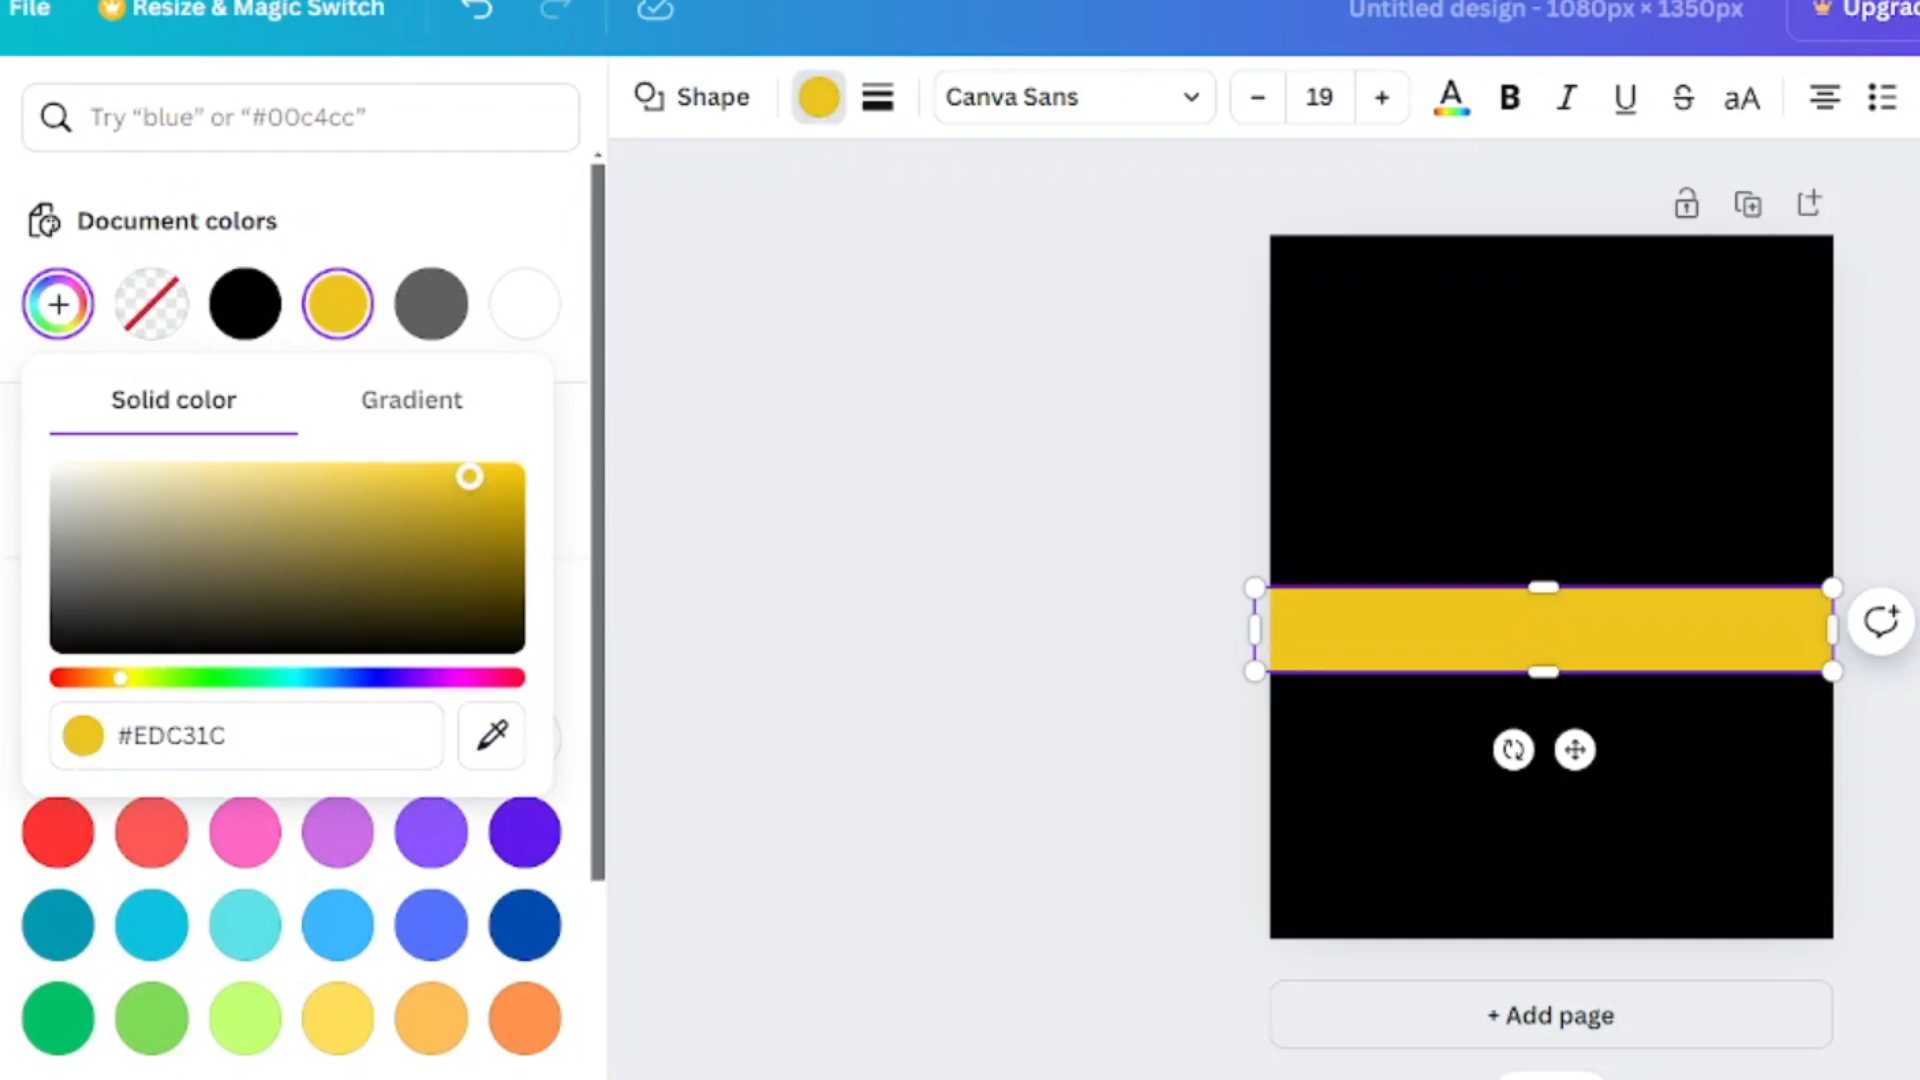 File
Resize & Magic Switch
Untitled design - 1080px × 1350px
Upgrad
Try “blue” or “#00c4cc”
Shape
Canva Sans
- 19 +
A B I U S aA
Document colors
Solid color
Gradient
#EDC31C
+ Add page